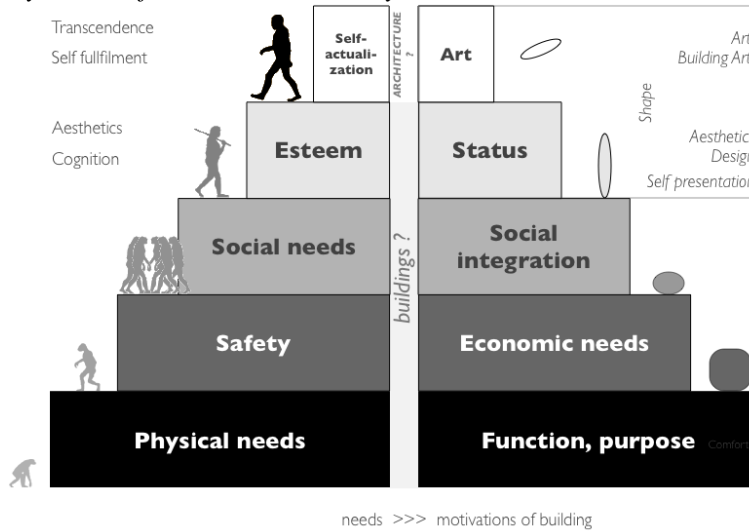 Transcendence
Self fullfilment
Self-
actuali-
zation
ARCHITECTURE
?
Art
Art
Building Art
Shape
Aesthetics
Cognition
Esteem
Status
Aesthetic
Design
Self presentation
Social needs
buildings ?
Social
integration
Safety
Economic needs
Physical needs
Function, purpose
Comfort
needs >>> motivations of building